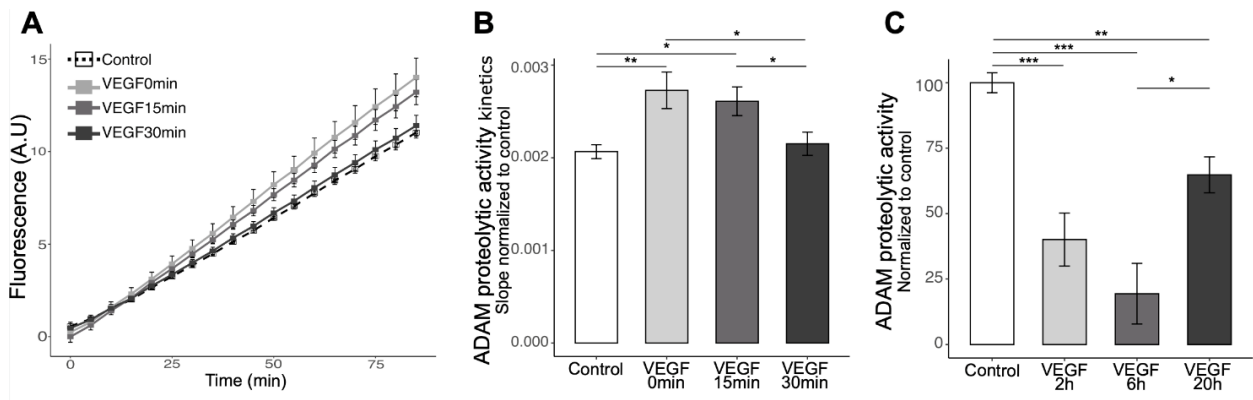 A
15
10
5
0
Fluorescence (A.U)
Control
VEGF0min
VEGF15min
VEGF30min
0
25
50
75
Time (min)
B
ADAM proteolytic activity kinetics
Slope normalized to control
0.003
0.002
0.001
0.000
*
*
**
*
Control
VEGF
0min
VEGF
15min
VEGF
30min
C
ADAM proteolytic activity
Normalized to control
100
75
50
25
0
**
***
***
*
Control
VEGF
2h
VEGF
6h
VEGF
20h